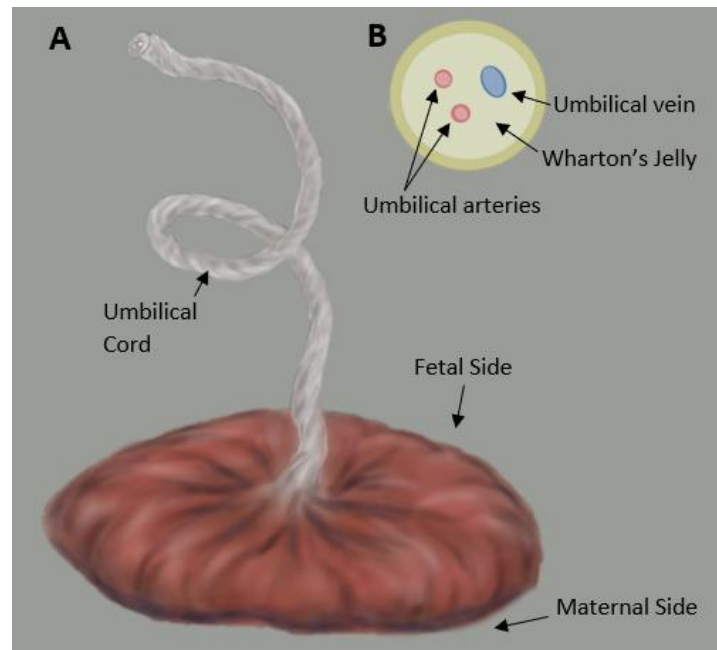 A
B
Umbilical vein
Wharton’s Jelly
Umbilical arteries
Umbilical
Cord
Fetal Side
Maternal Side